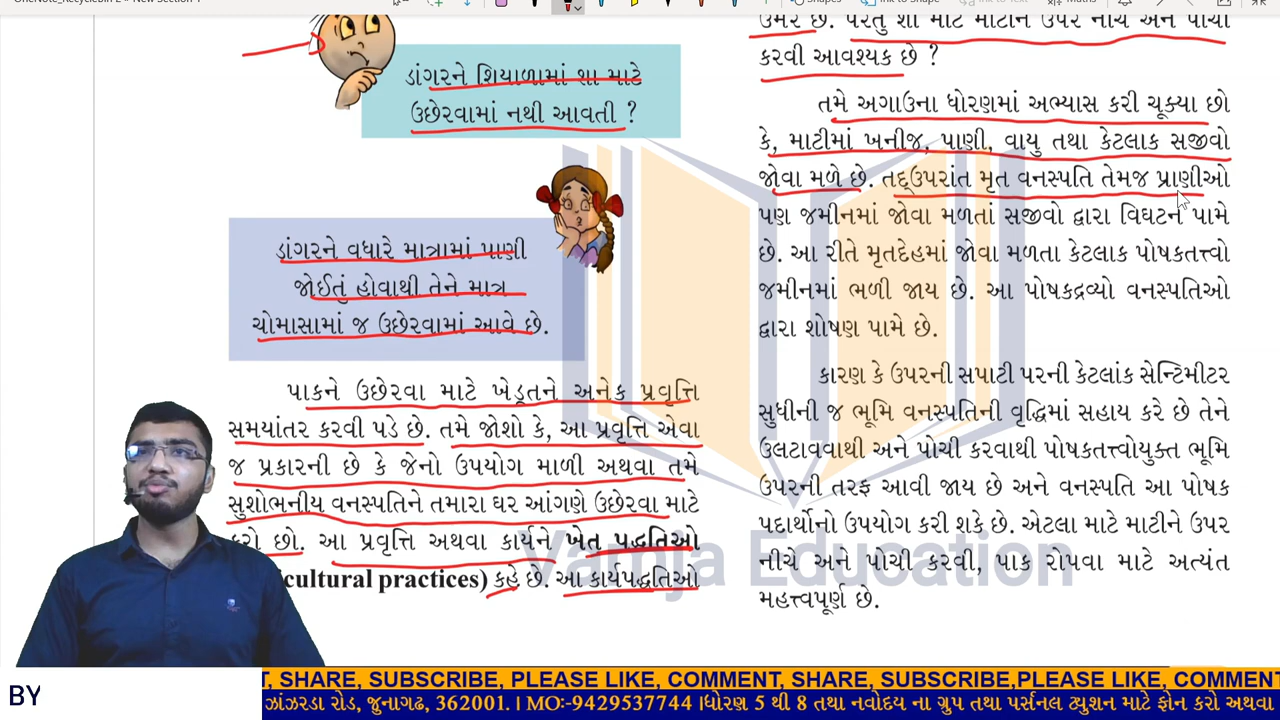 ડાંગરને શિયાળામાં શા માટે
ઉછેરવામાં નથી આવતી ?
ડાંગરને વધારે માત્રામાં પાણી
જોઈતું હોવાથી તેને માત્ર
ચોમાસામાં જ ઉછેરવામાં આવે છે.
પાકને ઉછેરવા માટે ખેડૂતને અનેક પ્રવૃત્તિ
સમયાંતર કરવી પડે છે. તમે જોશો કે, આ પ્રવૃત્તિ એવા
જ પ્રકારની છે કે જેનો ઉપયોગ માળી અથવા તમે
સુશોભનીય વનસ્પતિને તમારા ઘર આંગણે ઉછેરવા માટે
કરો છો. આ પ્રવૃત્તિ અથવા કાર્યને ખેત પદ્ધતિઓ
cultural practices) કહે છે. આ કાર્યપદ્ધતિઓ
ઉમેર છે. પરંતુ શા માટે માટીને ઉપર નીચે અને પોચી
કરવી આવશ્યક છે ?
તમે અગાઉના ધોરણમાં અભ્યાસ કરી ચૂક્યા છો
કે, માટીમાં ખનીજ, પાણી, વાયુ તથા કેટલાક સજીવો
જોવા મળે છે. તદ્ઉપરાંત મૃત વનસ્પતિ તેમજ પ્રાણીઓ
પણ જમીનમાં જોવા મળતાં સજીવો દ્વારા વિઘટન પામે
છે. આ રીતે મૃતદેહમાં જોવા મળતા કેટલાક પોષકતત્ત્વો
જમીનમાં ભળી જાય છે. આ પોષકદ્રવ્યો વનસ્પતિઓ
દ્વારા શોષણ પામે છે.
કારણ કે ઉપરની સપાટી પરની કેટલાંક સેન્ટિમીટર
સુધીની જ ભૂમિ વનસ્પતિની વૃદ્ધિમાં સહાય કરે છે તેને
ઉલટાવવાથી અને પોચી કરવાથી પોષકતત્ત્વોયુક્ત ભૂમિ
ઉપરની તરફ આવી જાય છે અને વનસ્પતિ આ પોષક
પદાર્થોનો ઉપયોગ કરી શકે છે. એટલા માટે માટીને ઉપર
નીચે અને પોચી કરવી, પાક રોપવા માટે અત્યંત
મહત્ત્વપૂર્ણ છે.
Vamja Education
BY
T, SHARE, SUBSCRIBE, PLEASE LIKE, COMMENT, SHARE, SUBSCRIBE,PLEASE LIKE, COMMENT
ઝાંઝરડા રોડ, જુનાગઢ, 362001. | MO:-9429537744 |ધોરણ 5 થી 8 તથા નવોદય ના ગ્રુપ તથા પર્સનલ ટ્યુશન માટે ફોન કરો અથવા